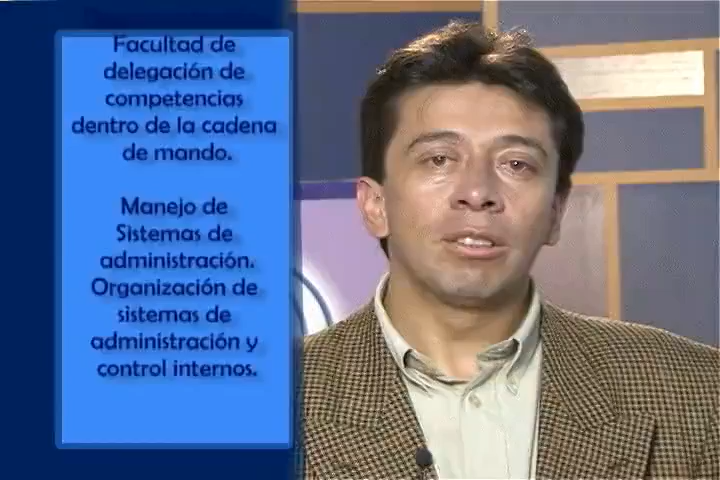 Facultad de
delegación de
competencias
dentro de la cadena
de mando.
Manejo de
Sistemas de
administración.
Organización de
sistemas de
administración y
control internos.